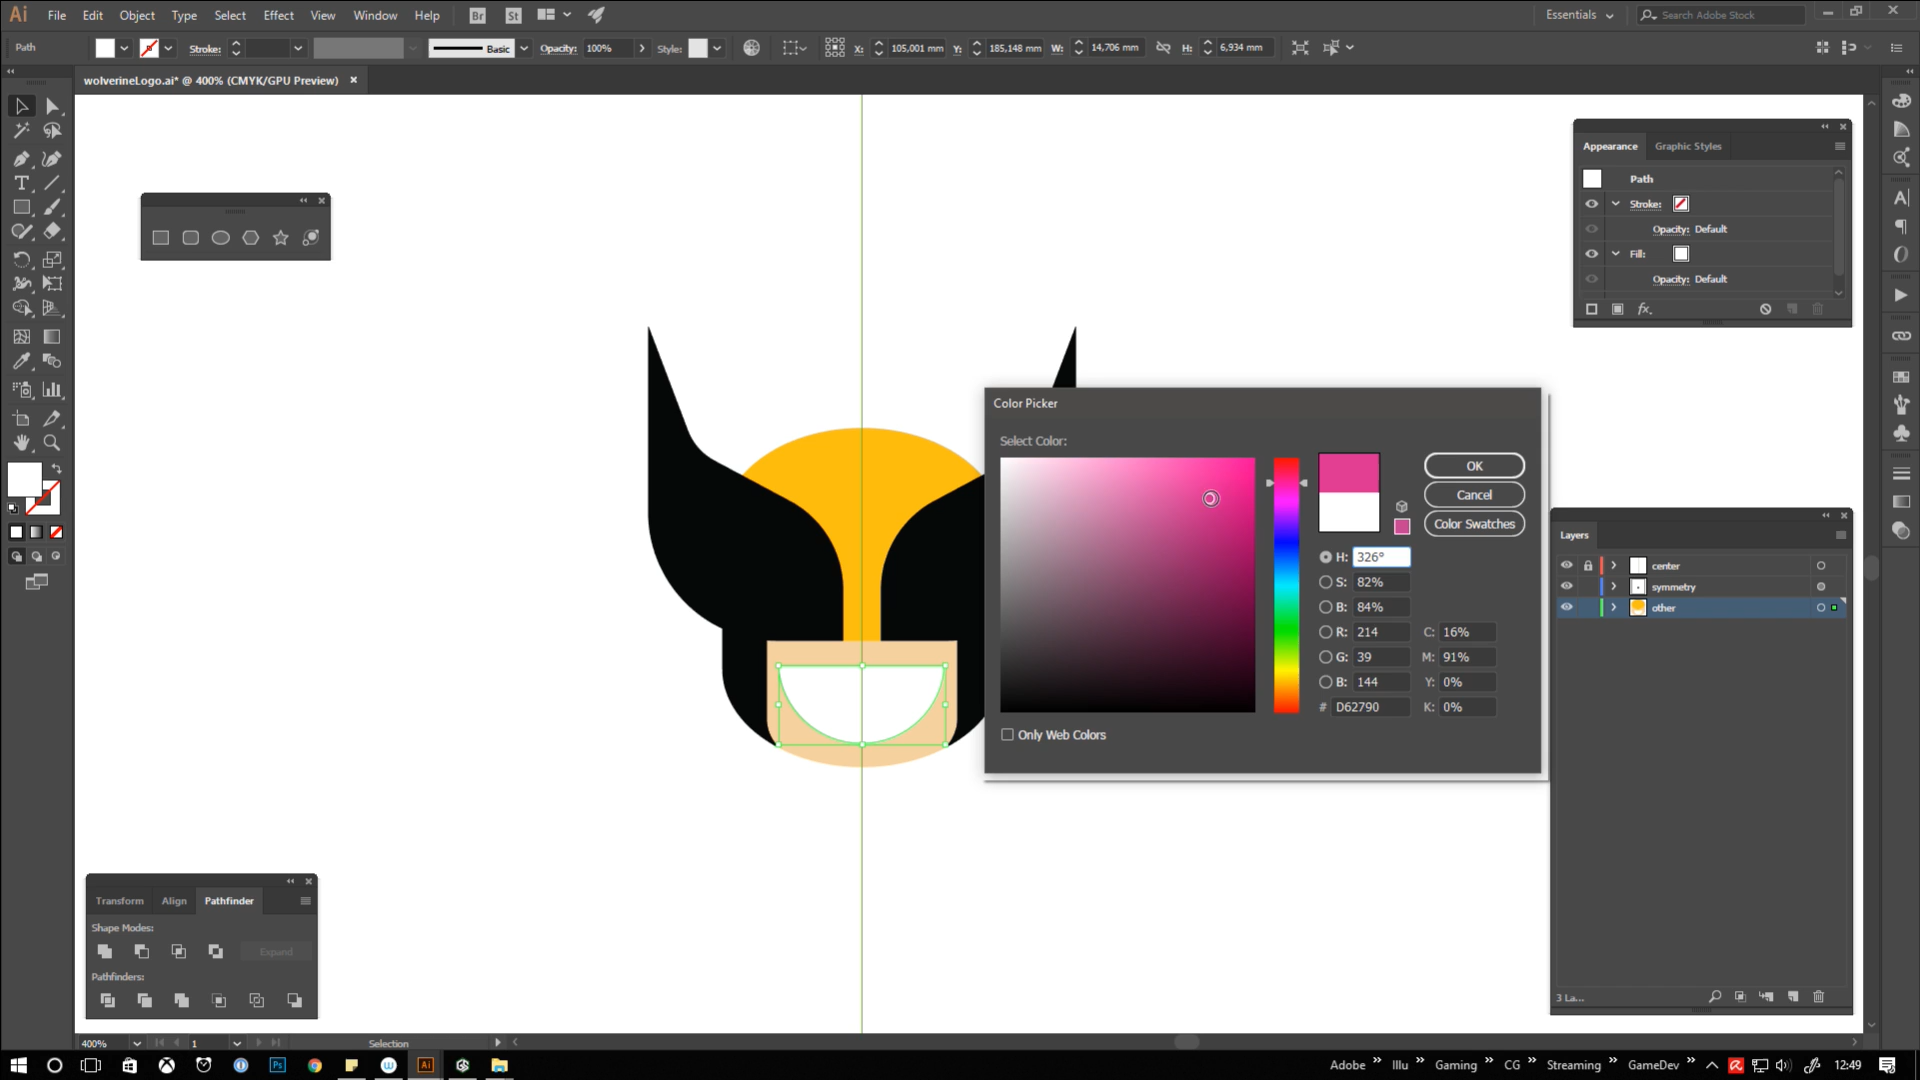 Ai File Edit Object Type Select Effect View Window Help Br St Essentials Search Adobe Stock
Path Stroke: Basic Opacity: 100% Style: X: 105,001 mm Y: 185,148 mm W: 14,706 mm H: 6,934 mm
wolverineLogo.ai* @ 400% (CMYK/GPU Preview)
Appearance Graphic Styles
Path
Stroke:
Opacity: Default
Fill:
Opacity: Default
fx.
Color Picker
Select Color:
OK
Cancel
Color Swatches
H: 326°
S: 82%
B: 84%
R: 214 C: 16%
G: 39 M: 91%
B: 144 Y: 0%
# D62790 K: 0%
Only Web Colors
Layers
center
symmetry
other
3 La...
Transform Align Pathfinder
Shape Modes:
Expand
Pathfinders:
400% 1 Selection
Ps Ai Adobe Illu Gaming CG Streaming GameDev 12:49